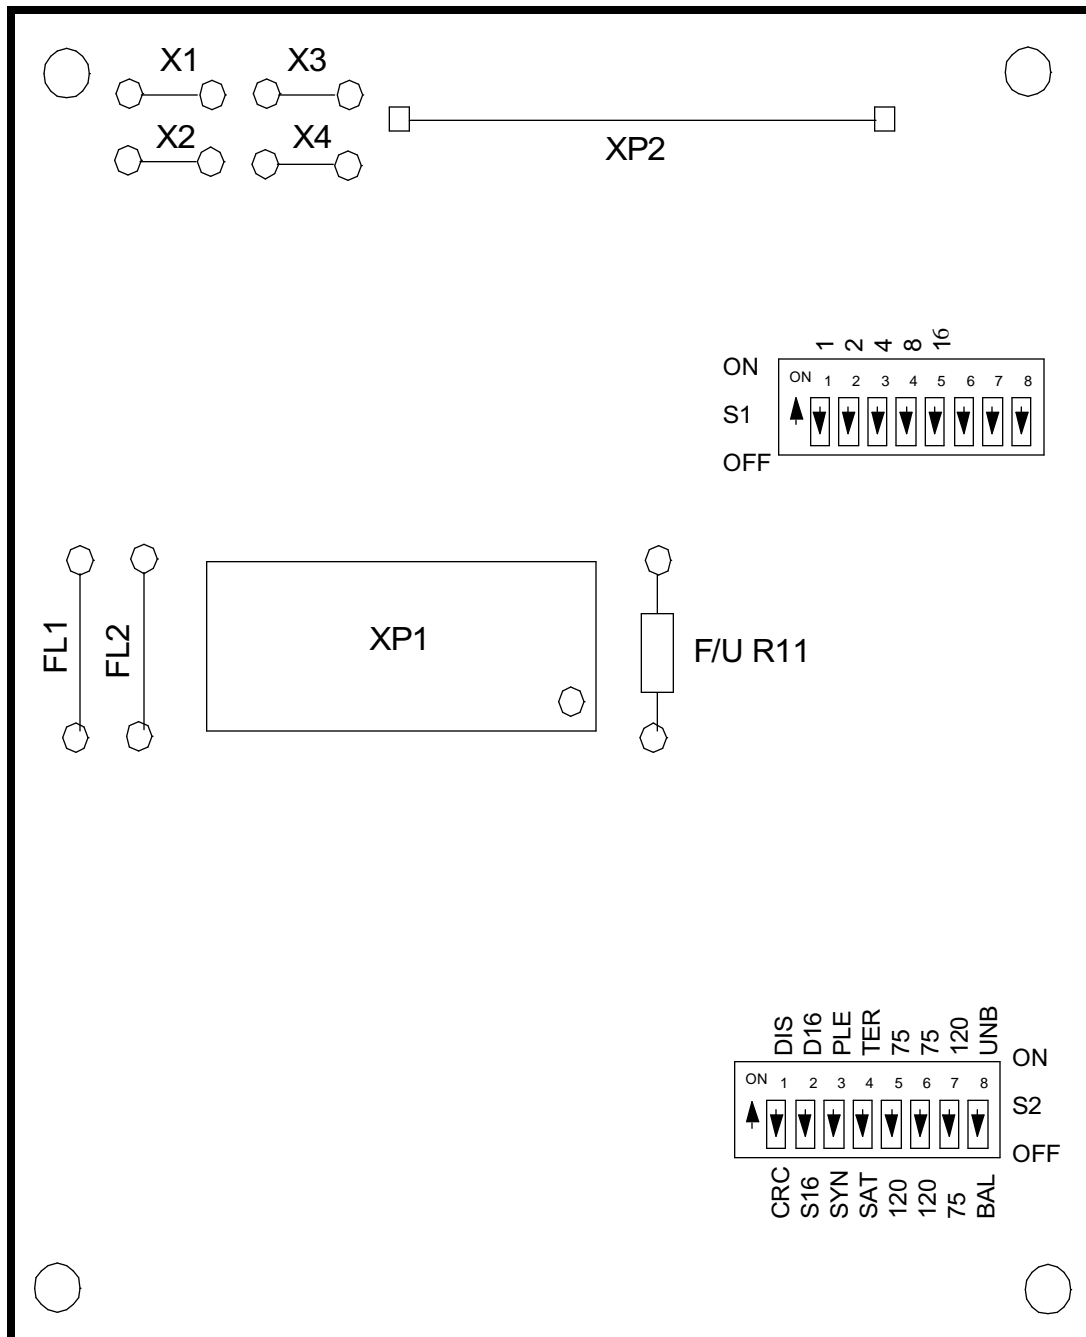 X1 X3
X2 X4
XP2
1 2 4 8 16
ON
ON 1 2 3 4 5 6 7 8
S1
OFF
FL1
FL2
XP1
F/U R11
DIS D16 PLE TER 75 75 120 UNB
ON
ON 1 2 3 4 5 6 7 8
S2
OFF
CRC S16 SYN SAT 120 120 75 BAL